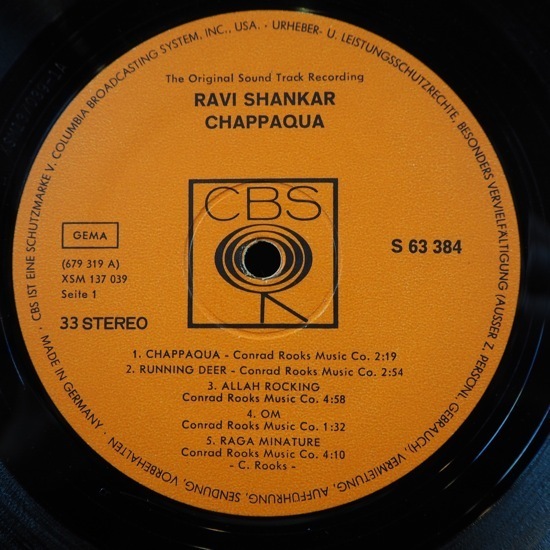 CBS IST EINE SCHUTZMARKE V. COLUMBIA BROADCASTING SYSTEM, INC., USA. · URHEBER- U. LEISTUNGSSCHUTZRECHTE, BESONDERS VERVIELFÄLTIGUNG (AUSSER Z. PERSÖNL. GEBRAUCH), VERMIETUNG, AUFFÜHRUNG, SENDUNG, VORBEHALTEN · MADE IN GERMANY ·
The Original Sound Track Recording
RAVI SHANKAR
CHAPPAQUA
CBS
GEMA
S 63 384
(679 319 A)
XSM 137 039
Seite 1
33 STEREO
1. CHAPPAQUA - Conrad Rooks Music Co. 2:19
2. RUNNING DEER - Conrad Rooks Music Co. 2:54
3. ALLAH ROCKING
Conrad Rooks Music Co. 4:58
4. OM
Conrad Rooks Music Co. 1:32
5. RAGA MINATURE
Conrad Rooks Music Co. 4:10
- C. Rooks -